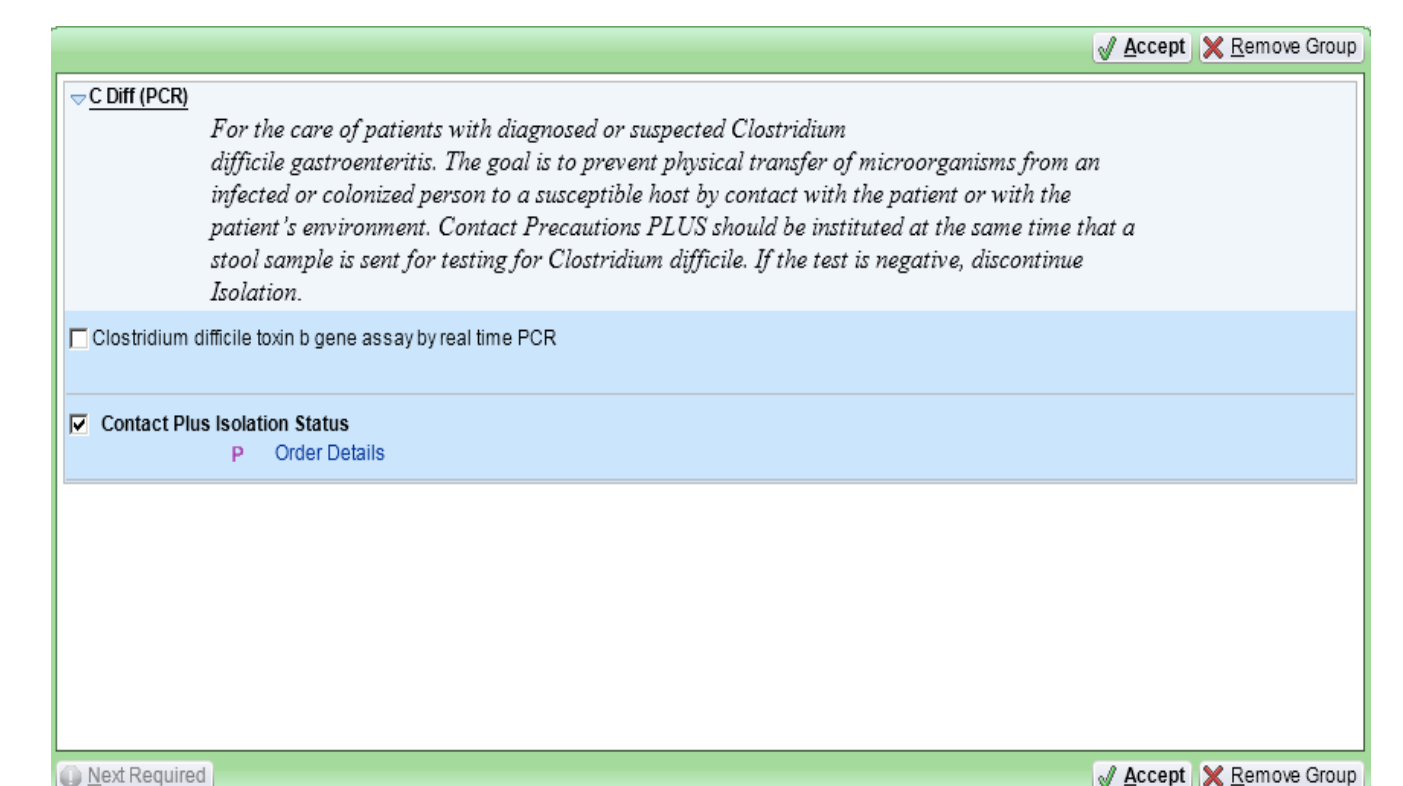 Accept Remove Group
C Diff (PCR)
For the care of patients with diagnosed or suspected Clostridium
difficile gastroenteritis. The goal is to prevent physical transfer of microorganisms from an
infected or colonized person to a susceptible host by contact with the patient or with the
patient's environment. Contact Precautions PLUS should be instituted at the same time that a
stool sample is sent for testing for Clostridium difficile. If the test is negative, discontinue
Isolation.
Clostridium difficile toxin b gene assay by real time PCR
Contact Plus Isolation Status
P Order Details
Next Required Accept Remove Group